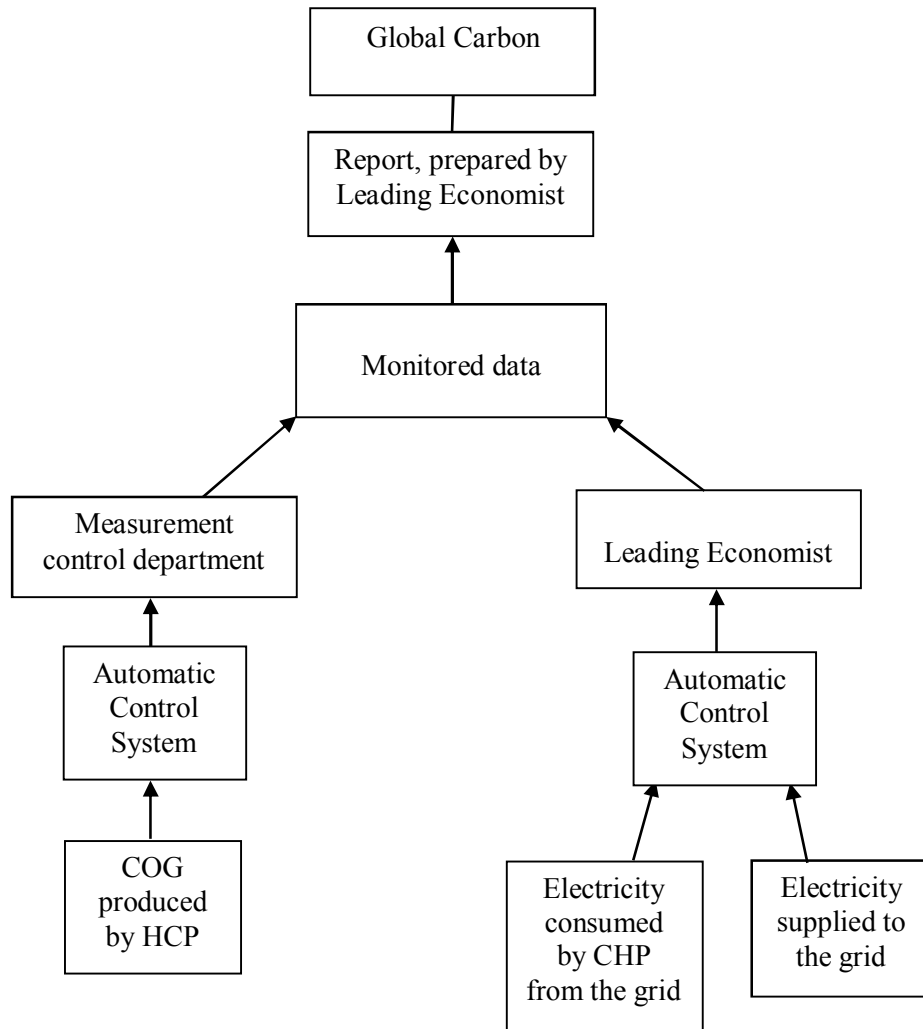 Global Carbon
Report, prepared by
Leading Economist
Monitored data
Measurement
control department
Leading Economist
Automatic
Control
System
Automatic
Control
System
COG
produced
by HCP
Electricity
consumed
by CHP
from the grid
Electricity
supplied to
the grid